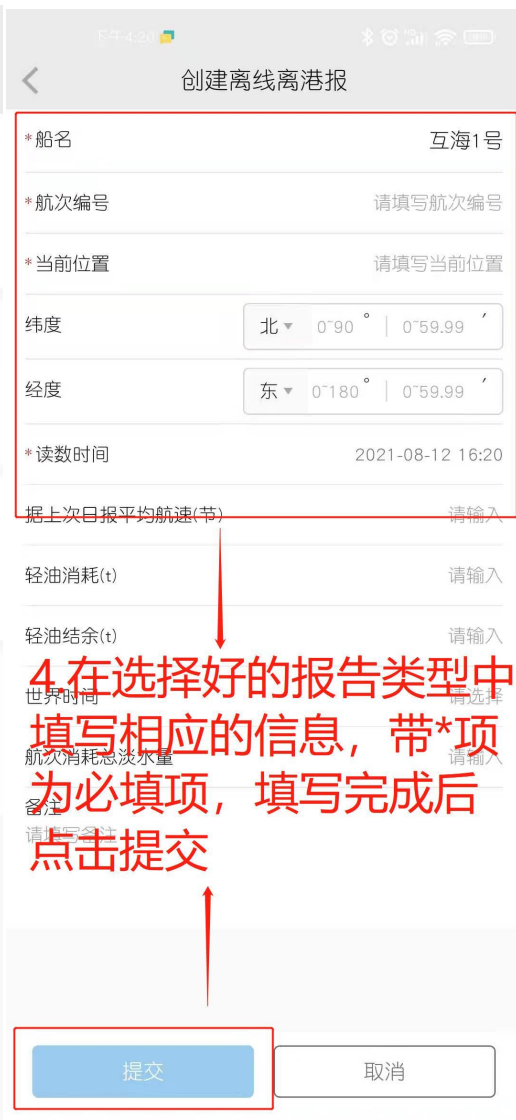 下午4:20
创建离线离港报
*船名 互海1号
*航次编号 请填写航次编号
*当前位置 请填写当前位置
纬度 北 0~90 ° | 0~59.99 ′
经度 东 0~180 ° | 0~59.99 ′
*读数时间 2021-08-12 16:20
据上次日报平均航速(节) 请输入
轻油消耗(t) 请输入
轻油结余(t) 请输入
世界时间 请选择
航次消耗总淡水量 请输入
备注
请填写备注
4.在选择好的报告类型中
填写相应的信息，带*项
为必填项，填写完成后
点击提交
提交 取消